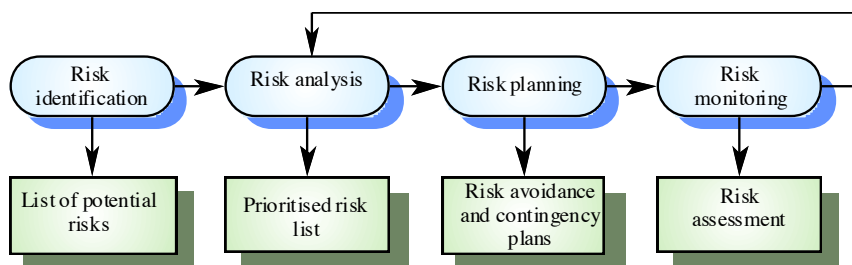 Risk
identification
Risk analysis
Risk planning
Risk
monitoring
List of potential
risks
Prioritised risk
list
Risk avoidance
and contingency
plans
Risk
assessment